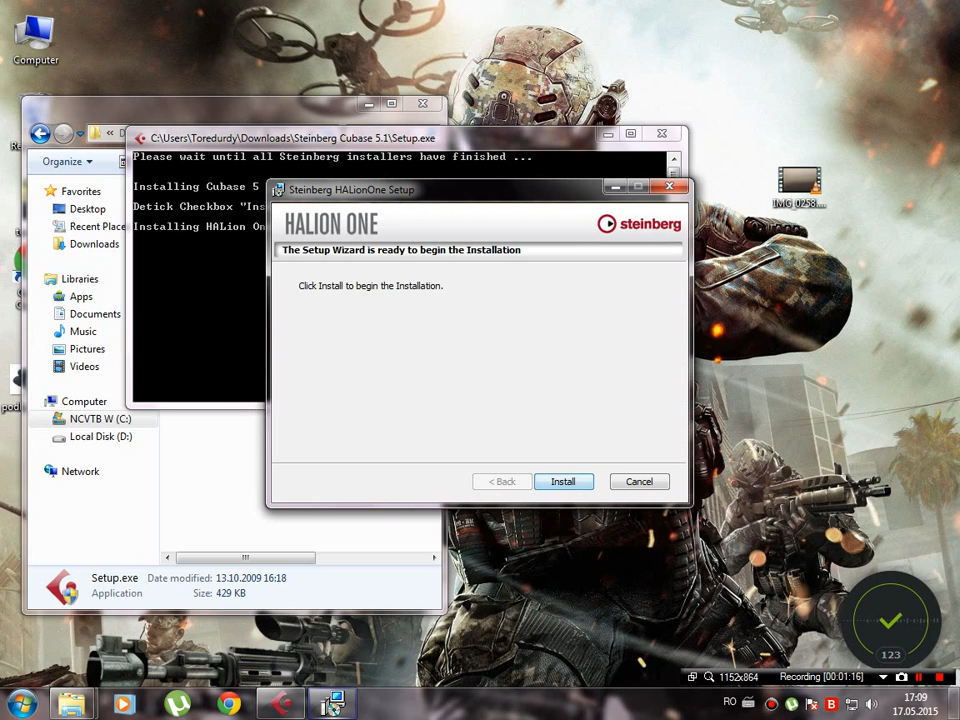 Computer
C:\Users\Toredurdy\Downloads\Steinberg Cubase 5.1\Setup.exe
Please wait until all Steinberg installers have finished ...
Installing Cubase 5
Detick Checkbox "Ins
Installing HALion On
Steinberg HALionOne Setup
HALION ONE
steinberg
The Setup Wizard is ready to begin the Installation
Click Install to begin the Installation.
< Back
Install
Cancel
« D
Organize
Favorites
Desktop
Recent Place
Downloads
Libraries
Apps
Documents
Music
Pictures
Videos
Computer
NCVTB W (C:)
Local Disk (D:)
Network
Setup.exe Date modified: 13.10.2009 16:18
Application Size: 429 KB
IMG_0258....
123
1152x864 Recording [00:01:16]
RO
B
17:09
17.05.2015